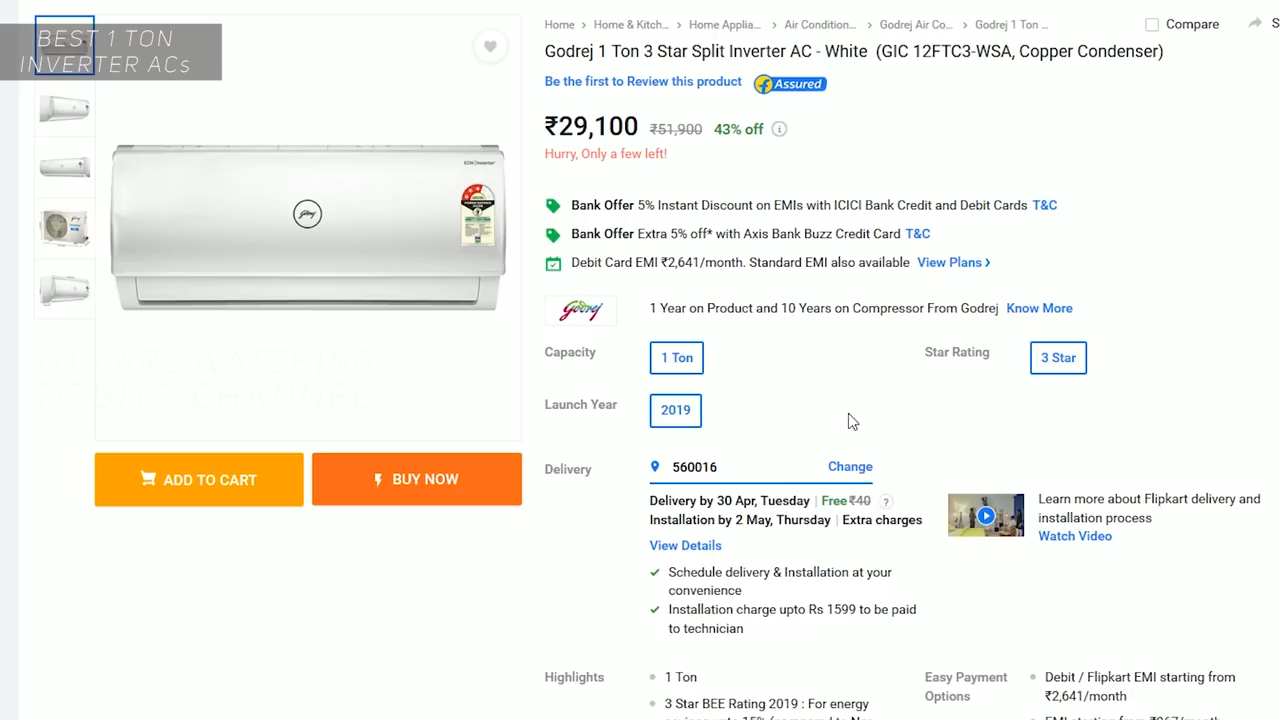 BEST 1 TON
INVERTER ACs
Home > Home & Kitch... > Home Applia... > Air Condition... > Godrej Air Co... > Godrej 1 Ton ...
Compare
S
Godrej 1 Ton 3 Star Split Inverter AC - White (GIC 12FTC3-WSA, Copper Condenser)
Be the first to Review this product
Assured
₹29,100 ₹51,900 43% off
Hurry, Only a few left!
Bank Offer 5% Instant Discount on EMIs with ICICI Bank Credit and Debit Cards T&C
Bank Offer Extra 5% off* with Axis Bank Buzz Credit Card T&C
Debit Card EMI ₹2,641/month. Standard EMI also available View Plans ›
Godrej
1 Year on Product and 10 Years on Compressor From Godrej Know More
Capacity
1 Ton
Star Rating
3 Star
YOU ARE WATCHING
CHANNEL
Launch Year
2019
ADD TO CART
BUY NOW
Delivery
560016
Change
Delivery by 30 Apr, Tuesday | Free ₹40 ?
Installation by 2 May, Thursday | Extra charges
View Details
Learn more about Flipkart delivery and
installation process
Watch Video
Schedule delivery & Installation at your
convenience
Installation charge upto Rs 1599 to be paid
to technician
Highlights
1 Ton
3 Star BEE Rating 2019 : For energy
Easy Payment
Options
Debit / Flipkart EMI starting from
₹2,641/month